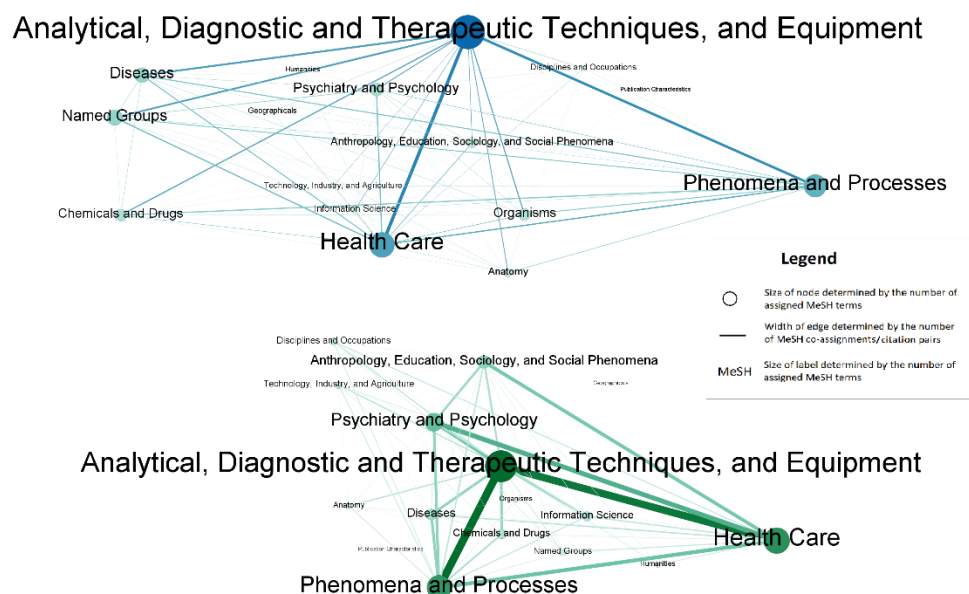 Analytical, Diagnostic and Therapeutic Techniques, and Equipment
Diseases
Humanities
Disciplines and Occupations
Psychiatry and Psychology
Publication Characteristics
Named Groups
Geographicals
Anthropology, Education, Sociology, and Social Phenomena
Technology, Industry, and Agriculture
Phenomena and Processes
Chemicals and Drugs
Information Science
Organisms
Health Care
Anatomy
Legend
Size of node determined by the number of
assigned MeSH terms
Width of edge determined by the number
of MeSH co-assignments/citation pairs
MeSH
Size of label determined by the number of
assigned MeSH terms
Disciplines and Occupations
Anthropology, Education, Sociology, and Social Phenomena
Technology, Industry, and Agriculture
Geographicals
Psychiatry and Psychology
Analytical, Diagnostic and Therapeutic Techniques, and Equipment
Organisms
Anatomy
Diseases
Information Science
Chemicals and Drugs
Health Care
Publication Characteristics
Named Groups
Humanities
Phenomena and Processes